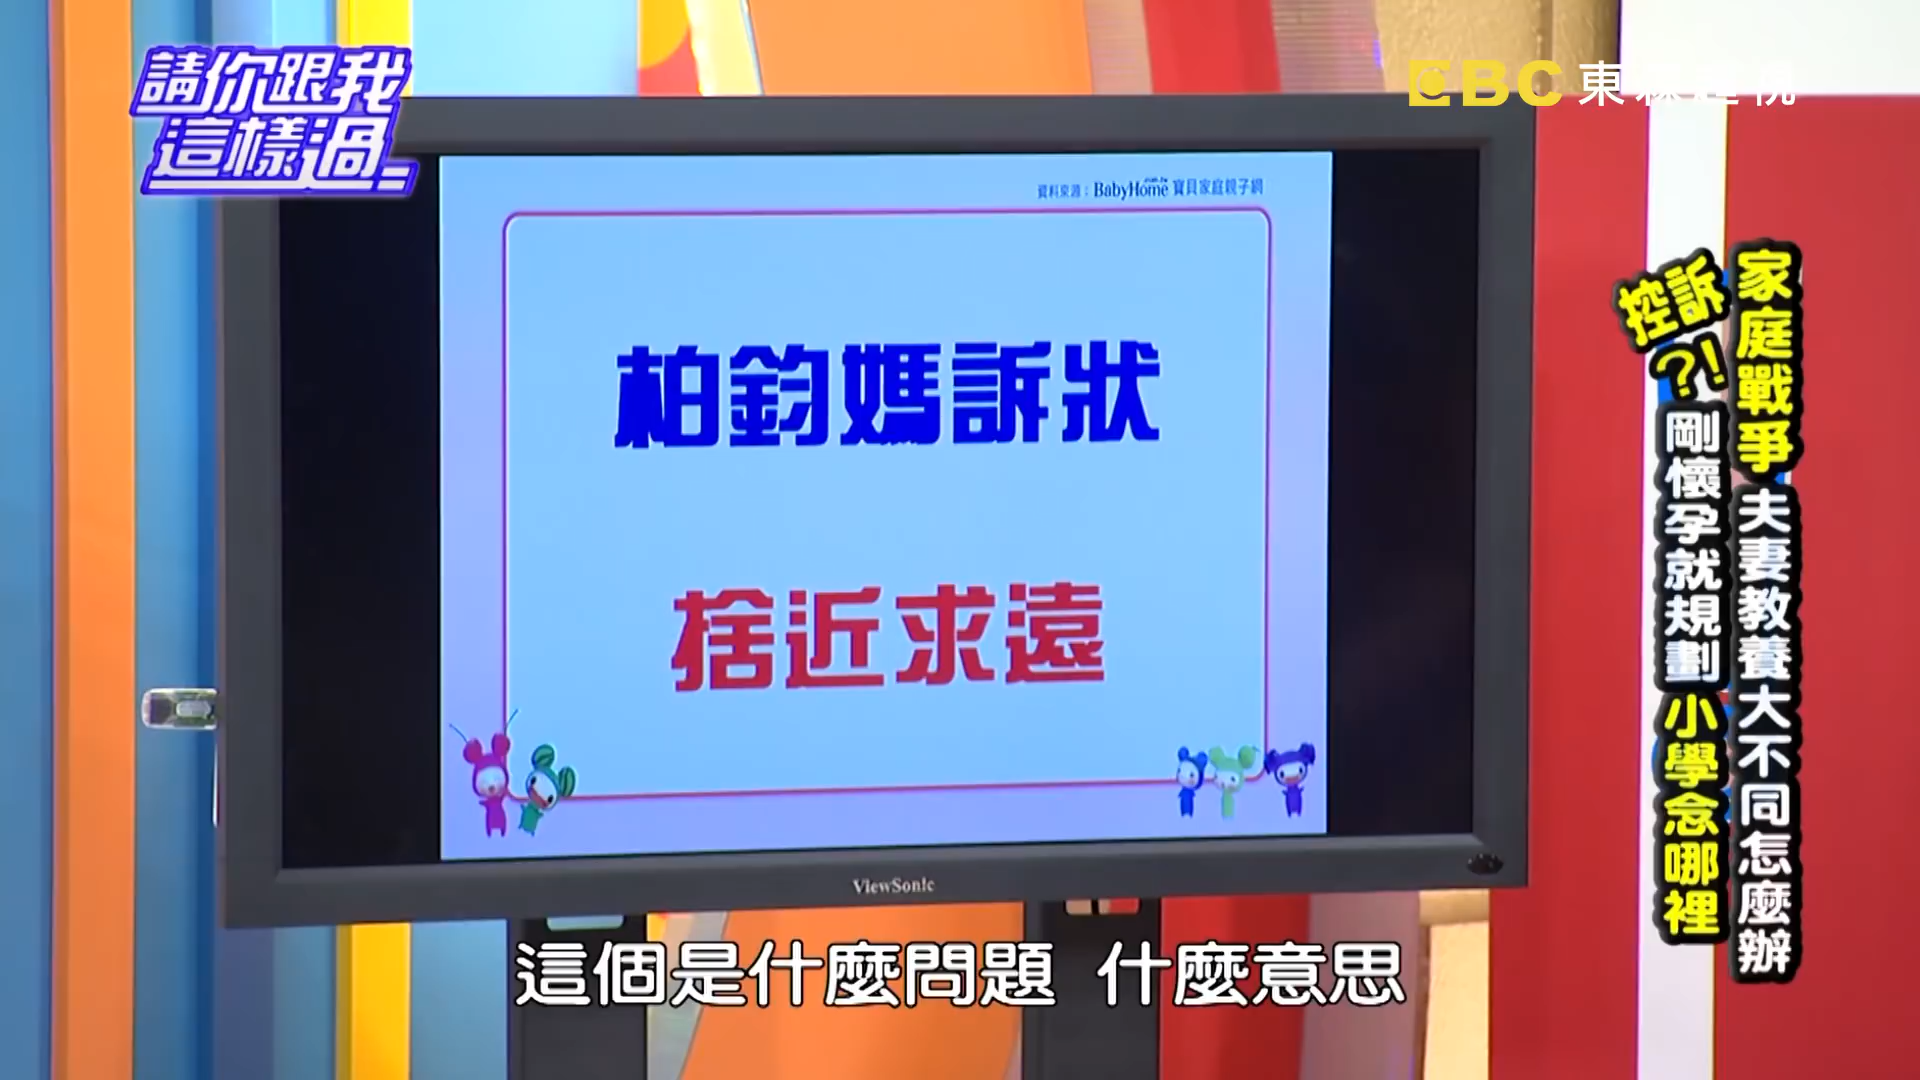 請你跟我
這樣過
EBC 東森電視
資料來源：BabyHome 寶貝家庭親子網
柏鈞媽訴狀
捨近求遠
ViewSonic
家庭戰爭 夫妻教養大不同怎麼辦
控訴?! 剛懷孕就規劃 小學念哪裡
這個是什麼問題 什麼意思